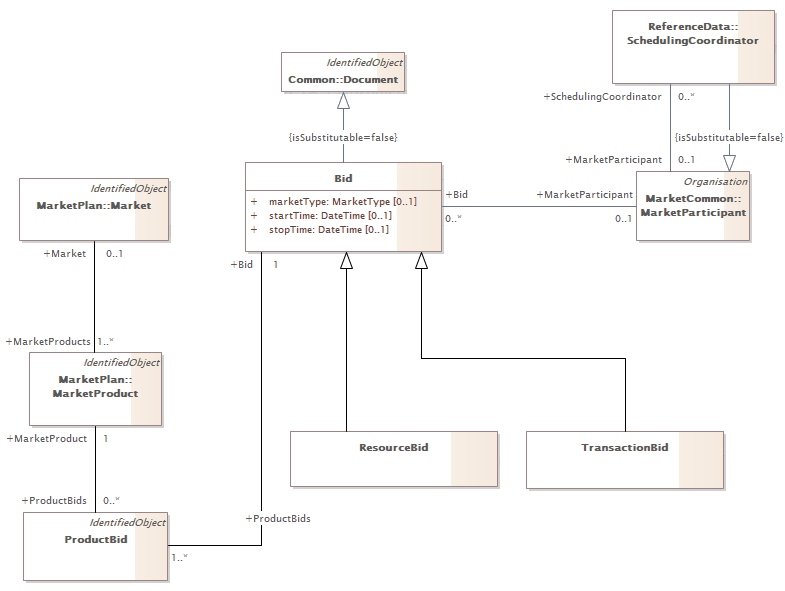 ReferenceData::
SchedulingCoordinator
IdentifiedObject
Common::Document
+SchedulingCoordinator
0..*
{isSubstitutable=false}
{isSubstitutable=false}
+MarketParticipant
0..1
IdentifiedObject
MarketPlan::Market
Bid
+ marketType: MarketType [0..1]
+ startTime: DateTime [0..1]
+ stopTime: DateTime [0..1]
+Bid
0..*
+MarketParticipant
0..1
Organisation
MarketCommon::
MarketParticipant
+Market
0..1
+Bid
1
+MarketProducts
1..*
IdentifiedObject
MarketPlan::
MarketProduct
+MarketProduct
1
ResourceBid
TransactionBid
+ProductBids
0..*
IdentifiedObject
ProductBid
+ProductBids
1..*